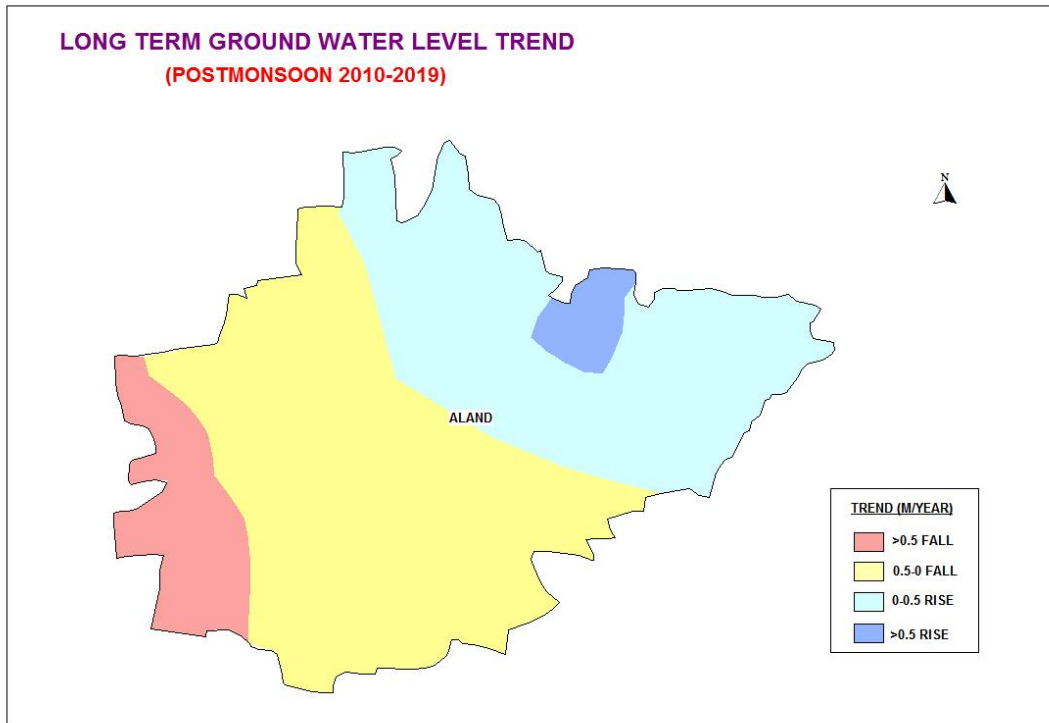 LONG TERM GROUND WATER LEVEL TREND
(POSTMONSOON 2010-2019)
N
ALAND
TREND (M/YEAR)
>0.5 FALL
0.5-0 FALL
0-0.5 RISE
>0.5 RISE